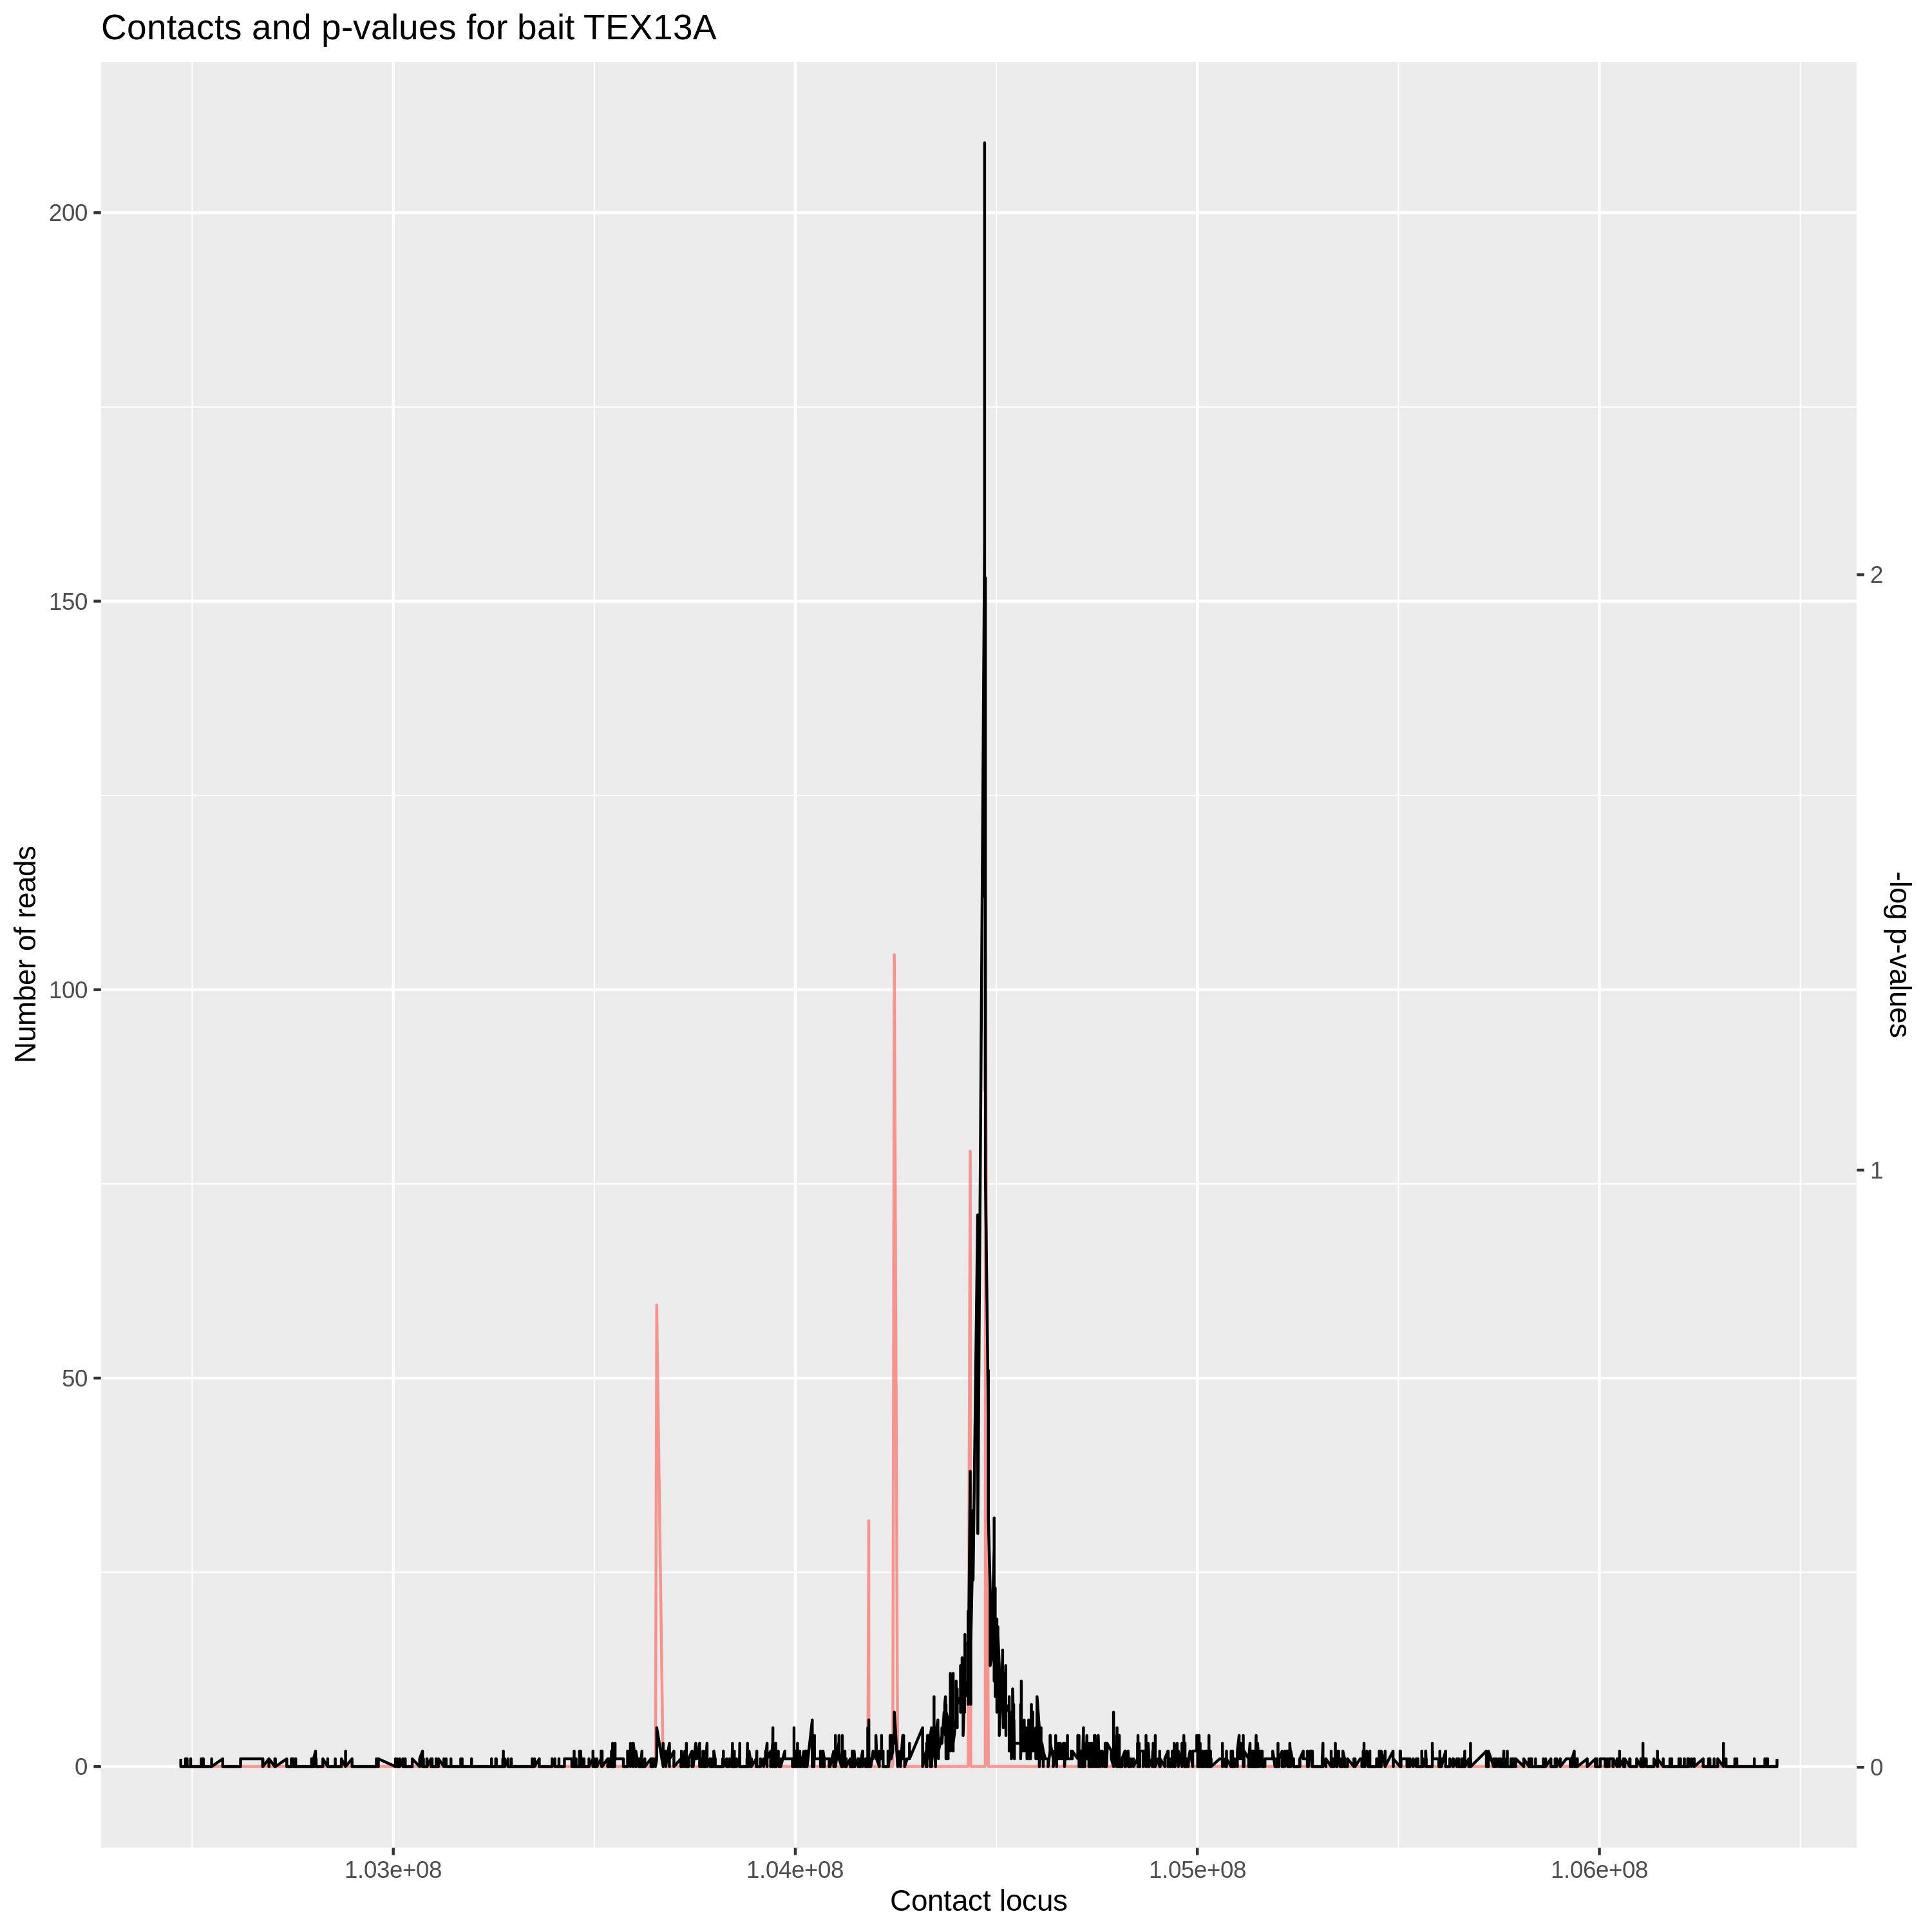 Contacts and p-values for bait TEX13A
200
150
100
50
0
Number of reads
2
1
0
-log p-values
1.03e+08
1.04e+08
1.05e+08
1.06e+08
Contact locus